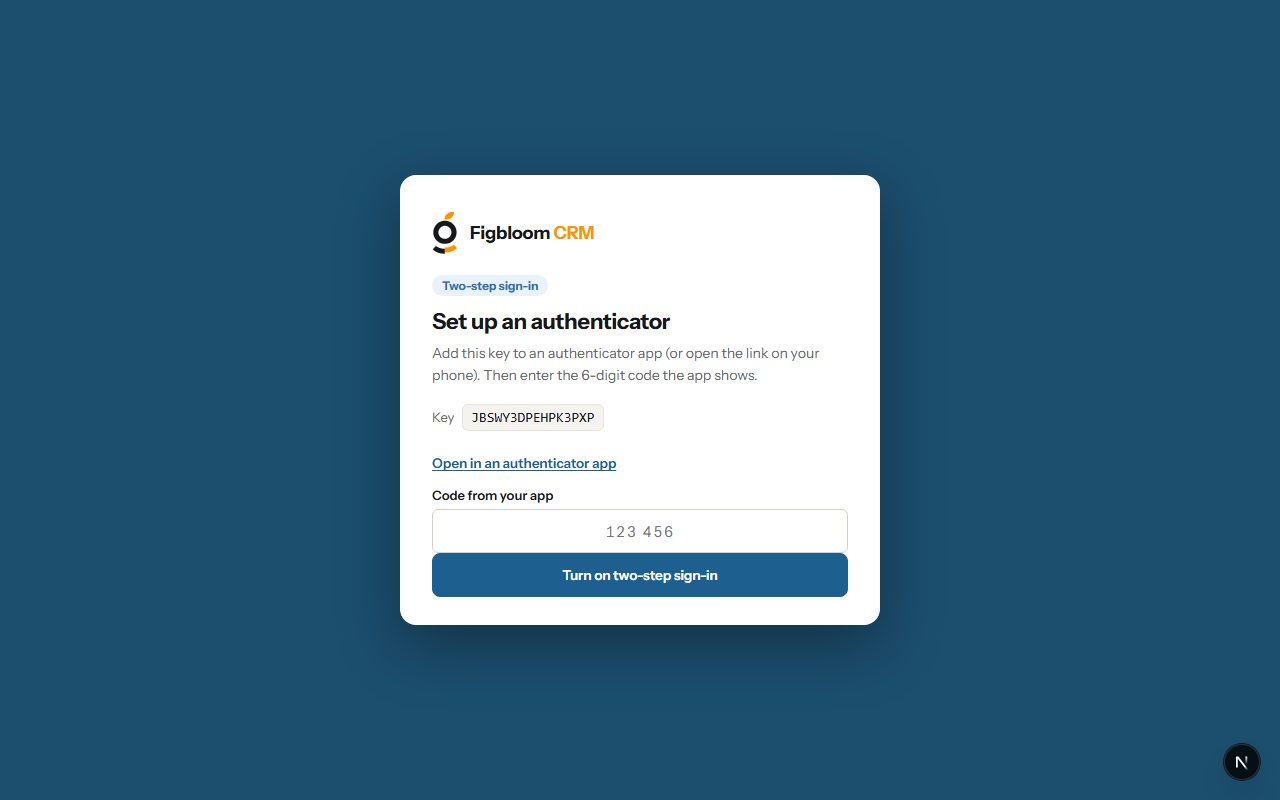 Figbloom CRM
Two-step sign-in
Set up an authenticator
Add this key to an authenticator app (or open the link on your
phone). Then enter the 6-digit code the app shows.
Key JBSWY3DPEHPK3PXP
Open in an authenticator app
Code from your app
123 456
Turn on two-step sign-in
N